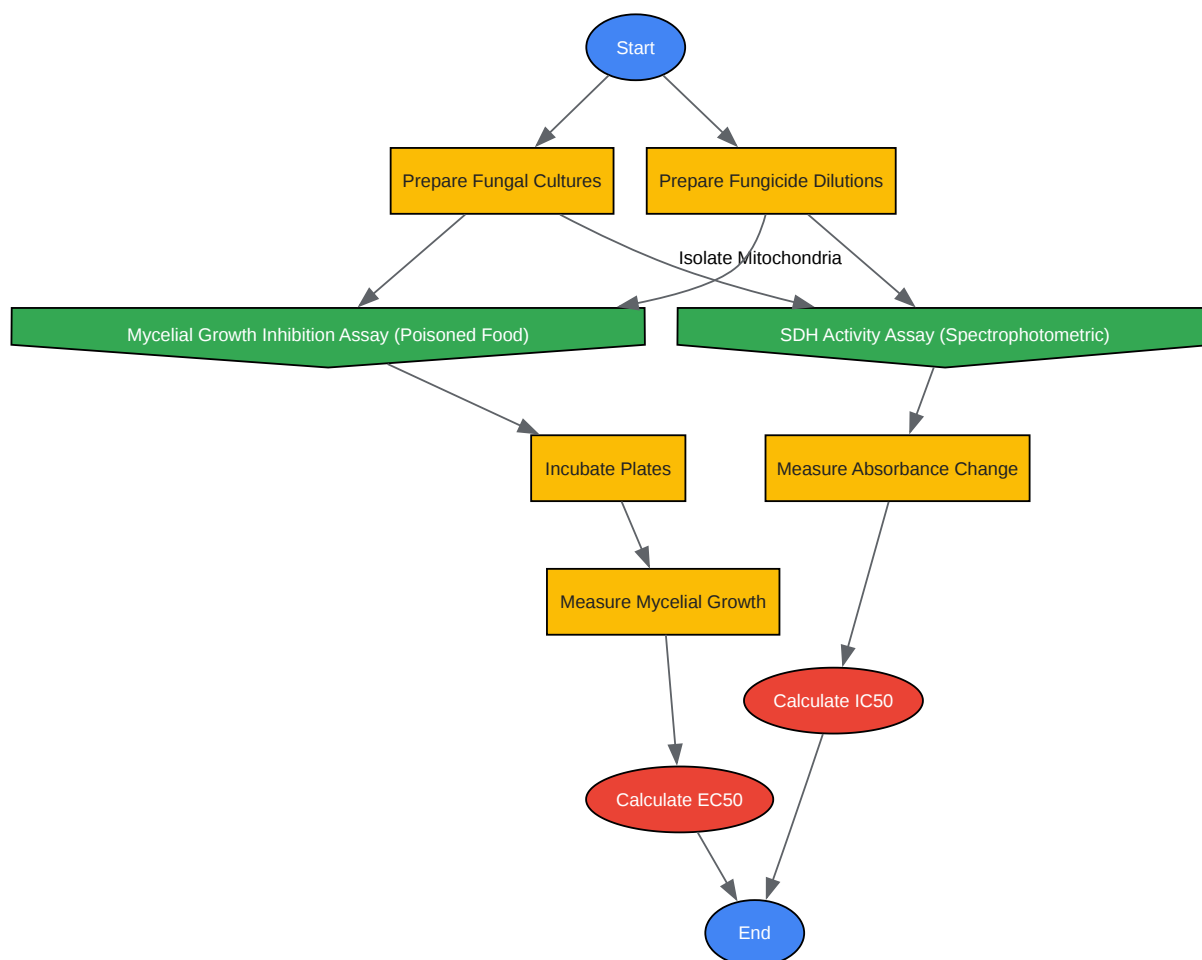 Start
Prepare Fungal Cultures
Prepare Fungicide Dilutions
Isolate Mitochondria
Mycelial Growth Inhibition Assay (Poisoned Food)
SDH Activity Assay (Spectrophotometric)
Incubate Plates
Measure Absorbance Change
Measure Mycelial Growth
Calculate IC50
Calculate EC50
End